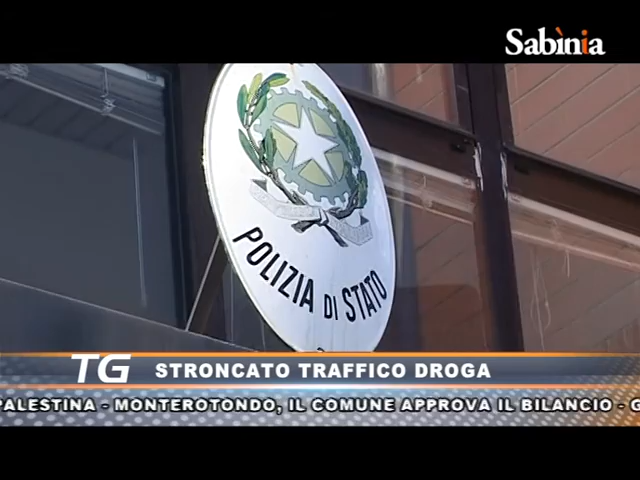 Sabìnia
POLIZIA DI STATO
TG STRONCATO TRAFFICO DROGA
PALESTINA - MONTEROTONDO, IL COMUNE APPROVA IL BILANCIO - G